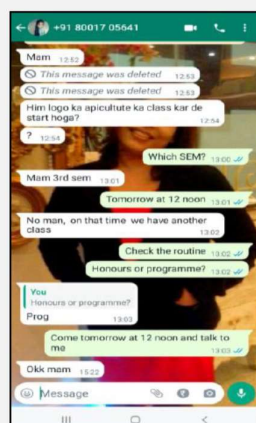 +91 80017 05641
Mam 12:52
This message was deleted 12:53
This message was deleted 12:53
Him logo ka apicultute ka class kar de
start hoga? 12:54
? 12:54
Which SEM? 13:00
Mam 3rd sem 13:01
Tomorrow at 12 noon 13:01
No man, on that time we have another
class 13:02
Check the routine 13:02
Honours or programme? 13:02
You
Honours or programme?
Prog 13:03
Come tomorrow at 12 noon and talk to
me 13:03
Okk mam 15:22
Message